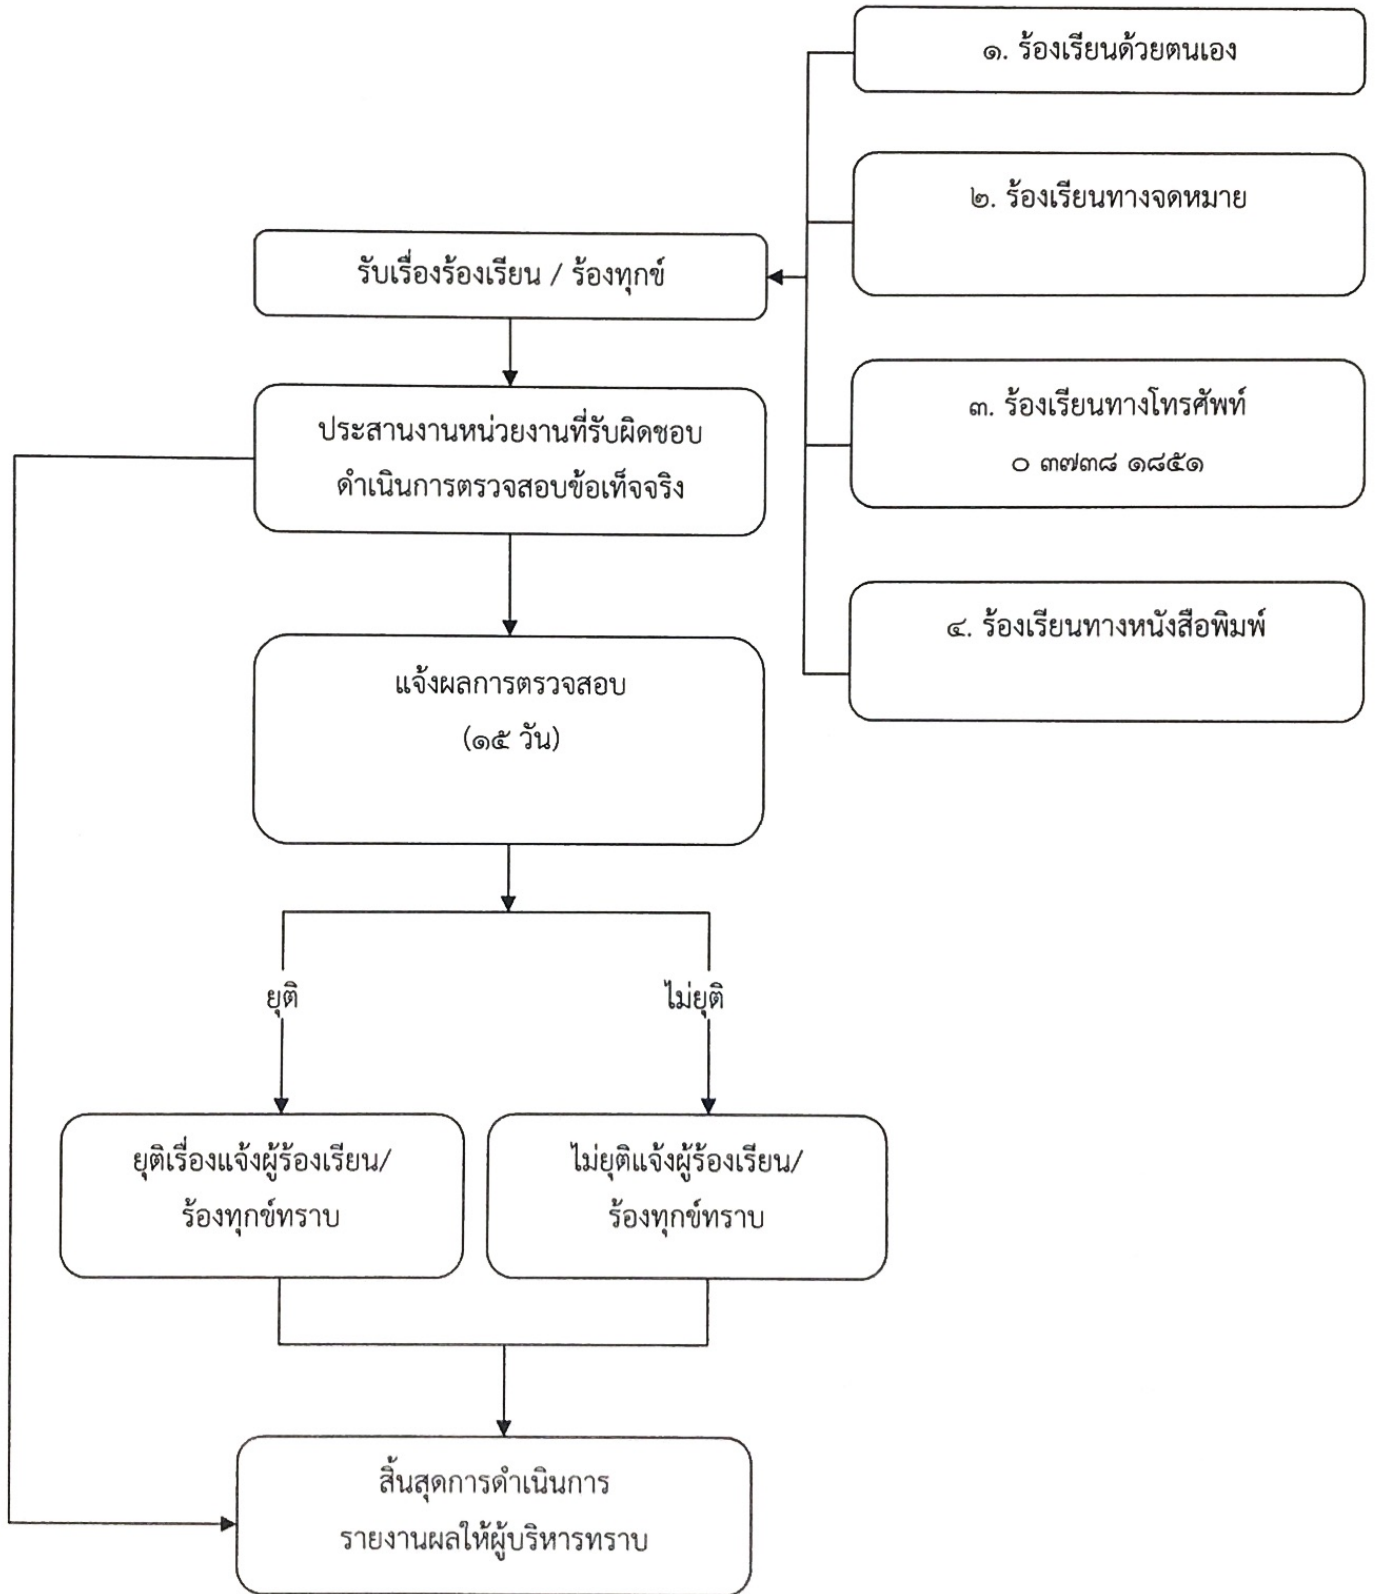 ๑. ร้องเรียนด้วยตนเอง
๒. ร้องเรียนทางจดหมาย
รับเรื่องร้องเรียน / ร้องทุกข์
๓. ร้องเรียนทางโทรศัพท์
๐ ๓๗๓๘ ๑๘๕๑
ประสานงานหน่วยงานที่รับผิดชอบ
ดำเนินการตรวจสอบข้อเท็จจริง
๔. ร้องเรียนทางหนังสือพิมพ์
แจ้งผลการตรวจสอบ
(๑๕ วัน)
ยุติ
ไม่ยุติ
ยุติเรื่องแจ้งผู้ร้องเรียน/
ร้องทุกข์ทราบ
ไม่ยุติแจ้งผู้ร้องเรียน/
ร้องทุกข์ทราบ
สิ้นสุดการดำเนินการ
รายงานผลให้ผู้บริหารทราบ